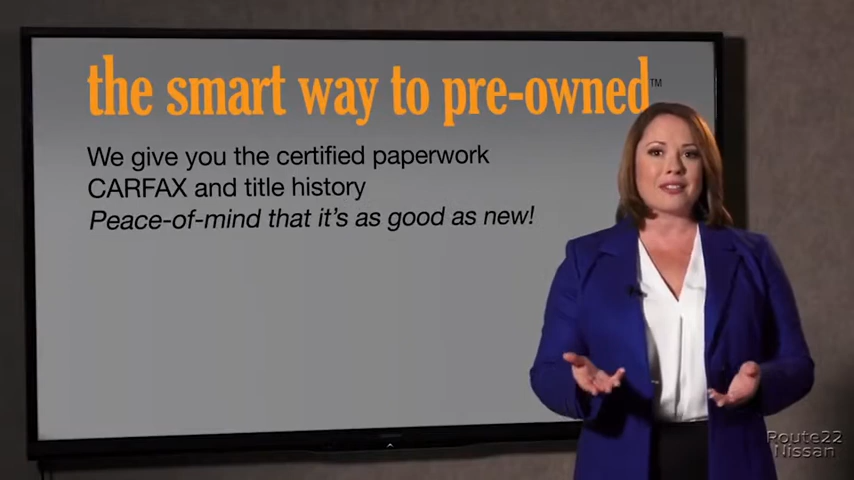 the smart way to pre-owned™
We give you the certified paperwork
CARFAX and title history
Peace-of-mind that it's as good as new!
Route22
Nissan